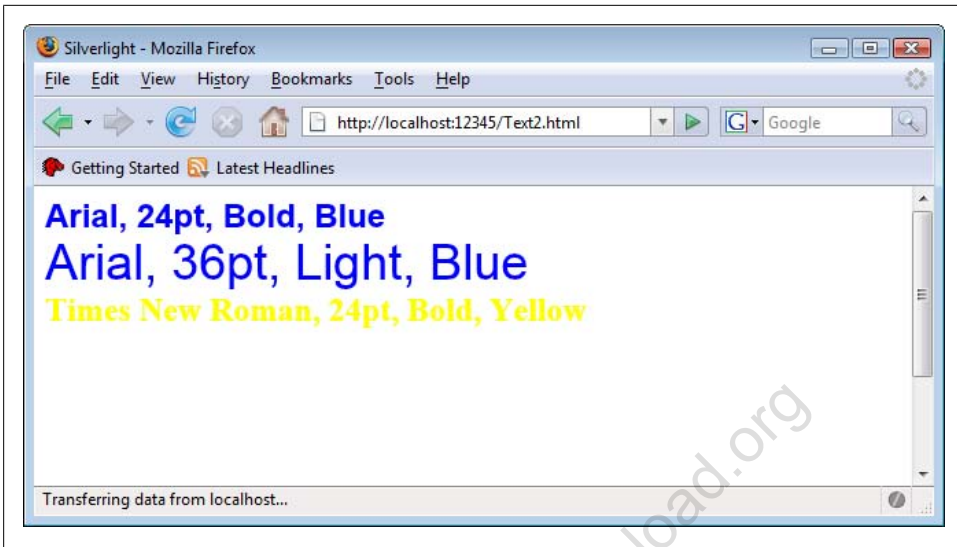 Silverlight - Mozilla Firefox
File Edit View History Bookmarks Tools Help
http://localhost:12345/Text2.html G Google
Getting Started Latest Headlines
Arial, 24pt, Bold, Blue
Arial, 36pt, Light, Blue
Times New Roman, 24pt, Bold, Yellow
Transferring data from localhost...
oad.org